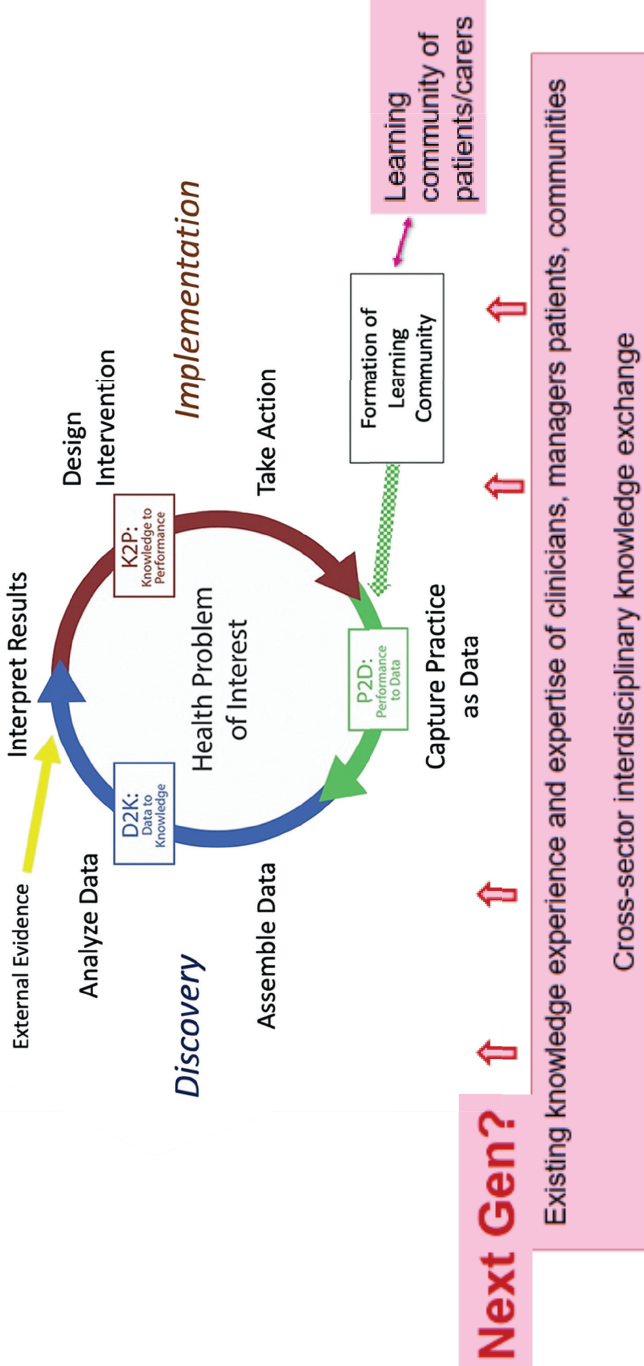 External Evidence
Interpret Results
Analyze Data
Design
Intervention
D2K:
Data to
Knowledge
K2P:
Knowledge to
Performance
Discovery
Health Problem
of Interest
Implementation
Assemble Data
Take Action
P2D:
Performance
to Data
Capture Practice
as Data
Formation of
Learning
Community
Learning
community of
patients/carers
Next Gen?
Existing knowledge experience and expertise of clinicians, managers patients, communities
Cross-sector interdisciplinary knowledge exchange